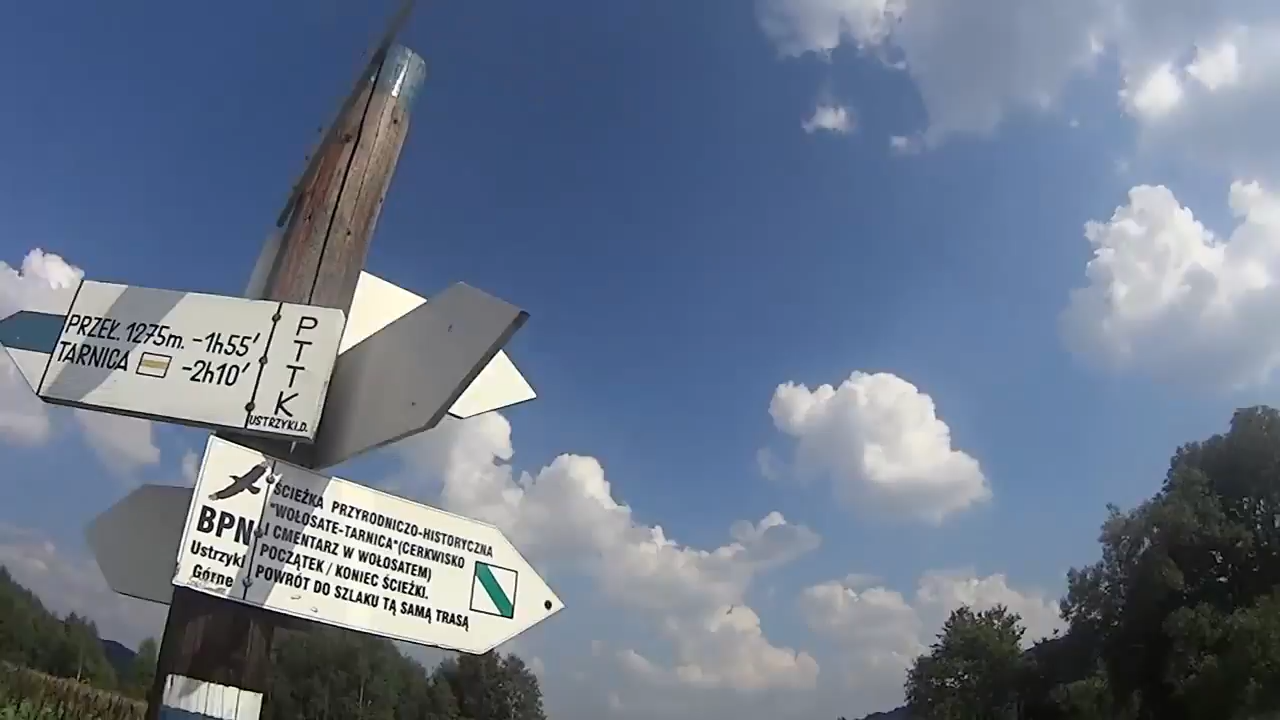 PRZEŁ. 1275m. -1h55'
TARNICA -2h10'
PTTK
USTRZYKI.D.
BPN
Ustrzyki
Górne
ŚCIEŻKA PRZYRODNICZO-HISTORYCZNA
"WOŁOSATE-TARNICA" (CERKWISKO
I CMENTARZ W WOŁOSATEM)
POCZĄTEK / KONIEC ŚCIEŻKI.
POWRÓT DO SZLAKU TĄ SAMĄ TRASĄ